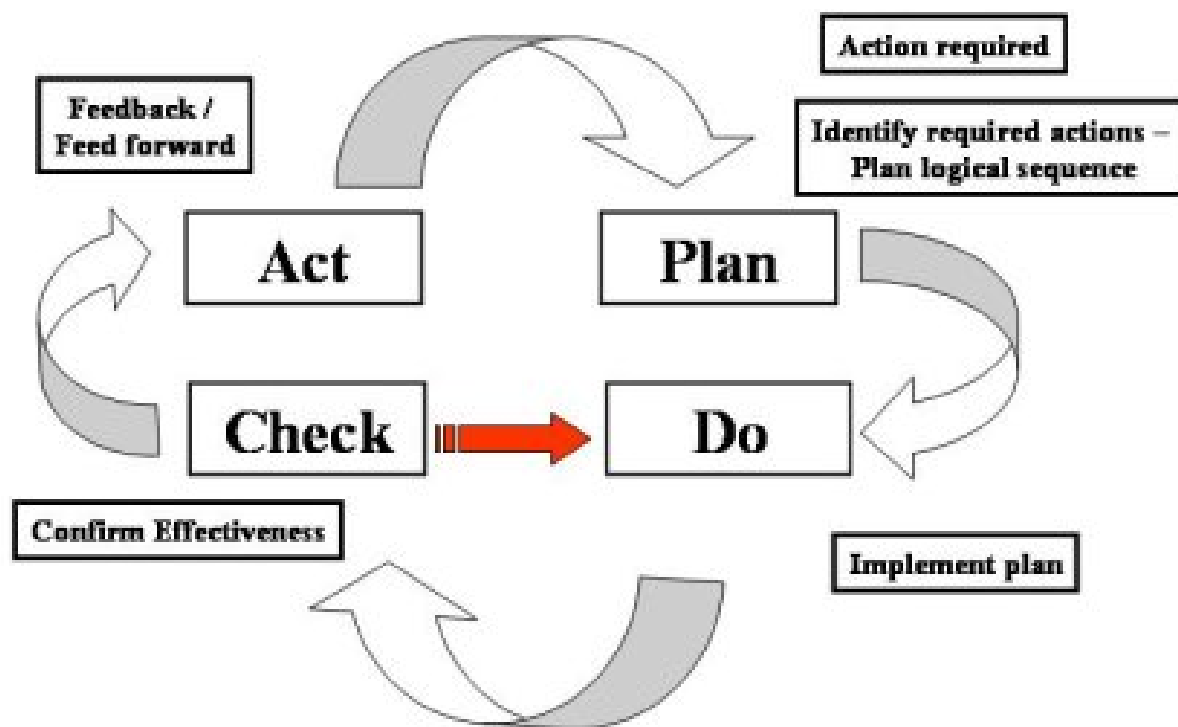 Action required
Feedback /
Feed forward
Identify required actions –
Plan logical sequence
Act
Plan
Check
Do
Confirm Effectiveness
Implement plan